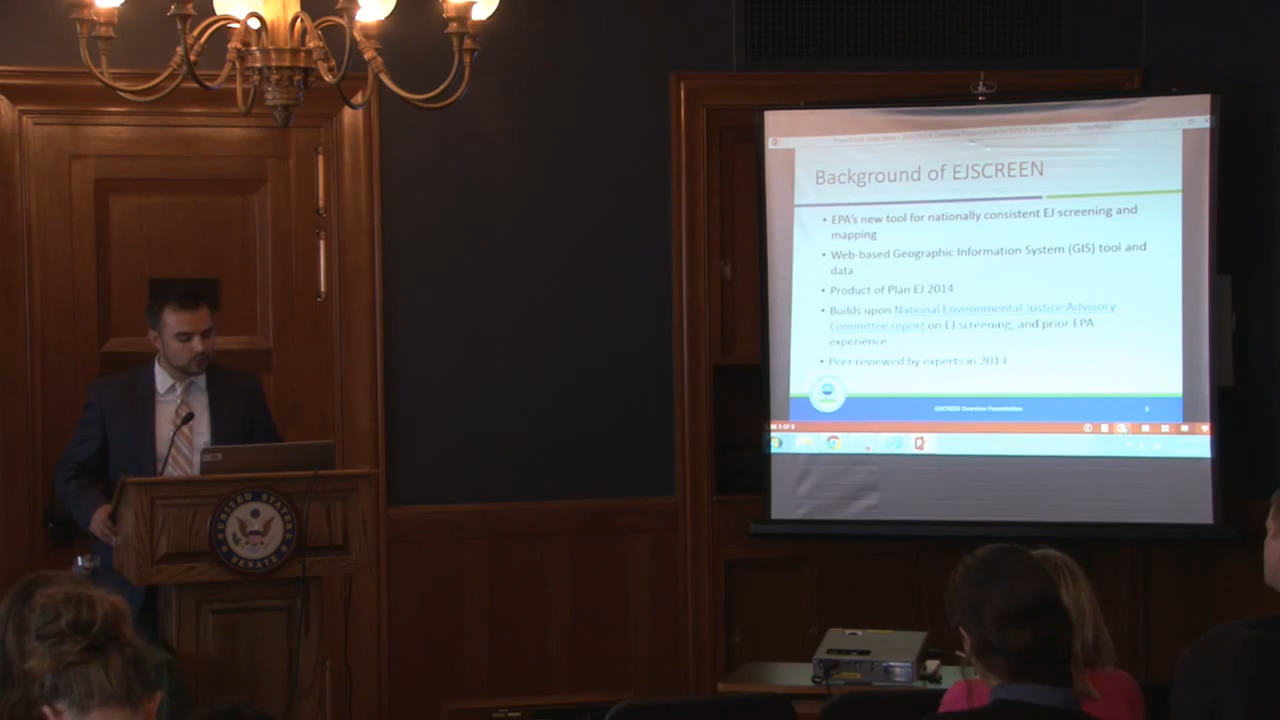 Background of EJSCREEN
• EPA's new tool for nationally consistent EJ screening and
mapping
• Web-based Geographic Information System (GIS) tool and
data
• Product of Plan EJ 2014
• Builds upon National Environmental Justice Advisory
Committee report on EJ screening, and prior EPA
experience
• Peer reviewed by experts in 2013
EJSCREEN Overview Presentation
UNITED STATES
SENATE